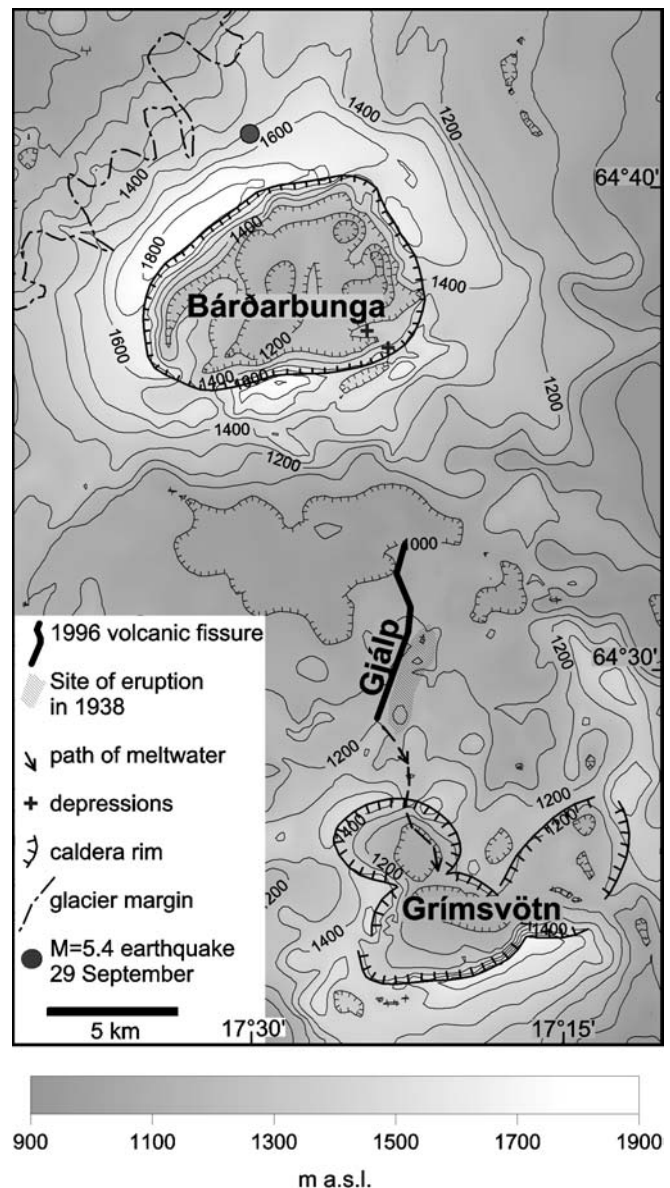 1400
1200
1600
1400
64°40'
1400
1800
1400
Bárðarbunga
1600
1200
1400
1800
1400
1200
1200
1000
1996 volcanic fissure
Gjálp
1200
64°30'
Site of eruption
in 1938
1200
path of meltwater
depressions
1400
1200
1200
1200
caldera rim
1200
Grímsvötn
glacier margin
1400
1400
M=5.4 earthquake
29 September
5 km
17°30'
17°15'
900 1100 1300 1500 1700 1900
m a.s.l.